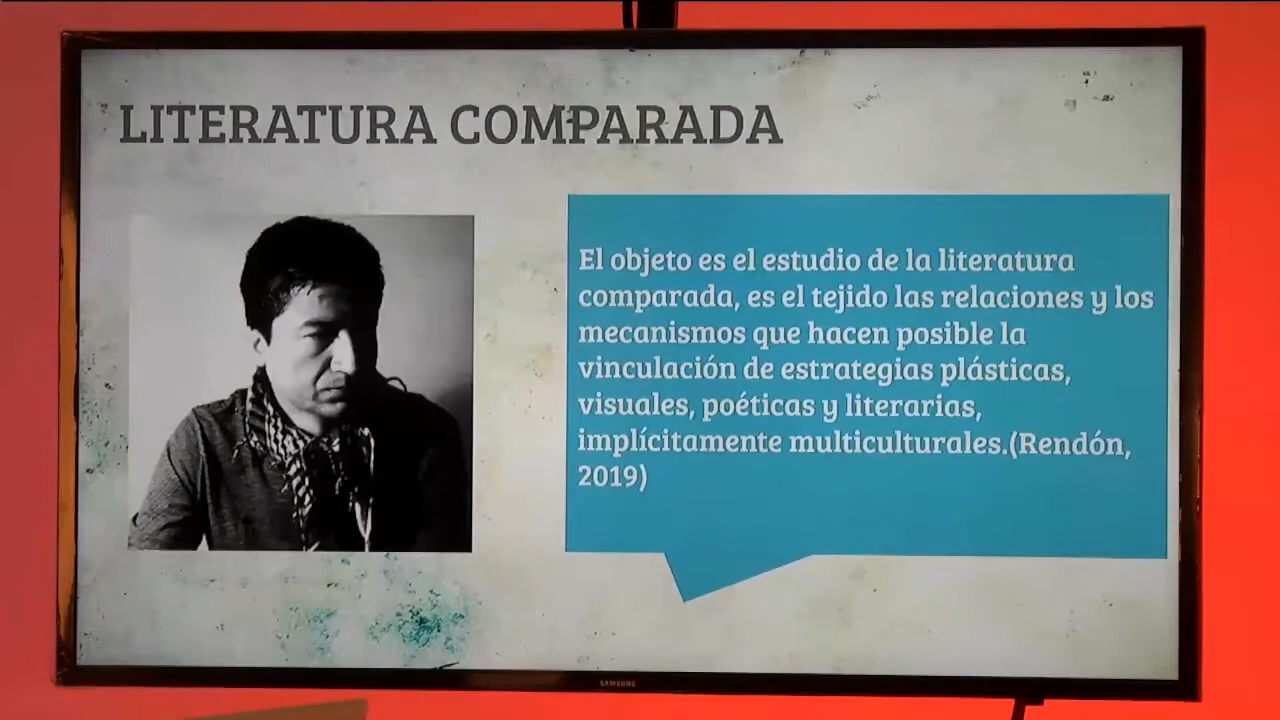 LITERATURA COMPARADA
El objeto es el estudio de la literatura
comparada, es el tejido las relaciones y los
mecanismos que hacen posible la
vinculación de estrategias plásticas,
visuales, poéticas y literarias,
implícitamente multiculturales.(Rendón,
2019)
SAMSUNG